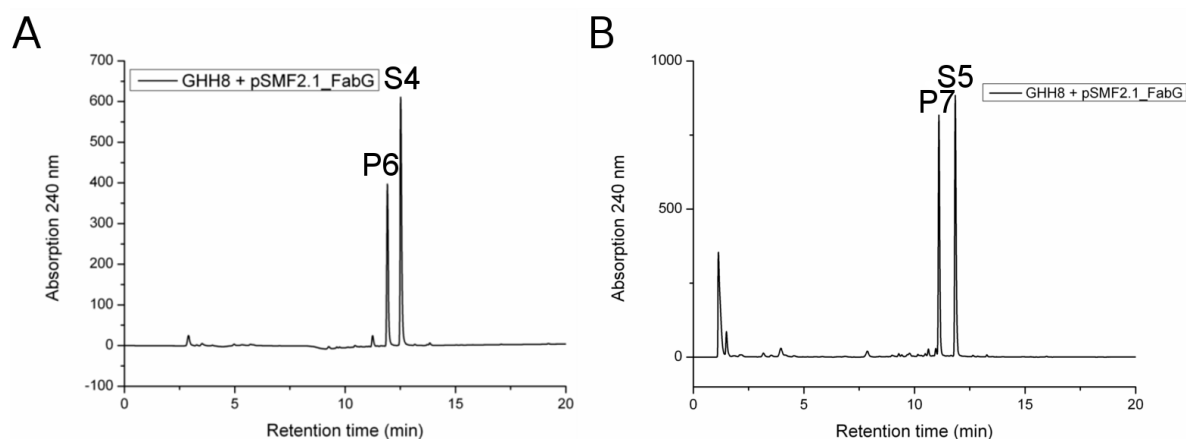 A
GHH8 + pSMF2.1_FabG
S4
P6
700
600
500
400
300
200
100
0
-100
0
5
10
15
20
Absorption 240 nm
Retention time (min)
B
GHH8 + pSMF2.1_FabG
S5
P7
1000
500
0
0
5
10
15
20
Absorption 240 nm
Retention time (min)